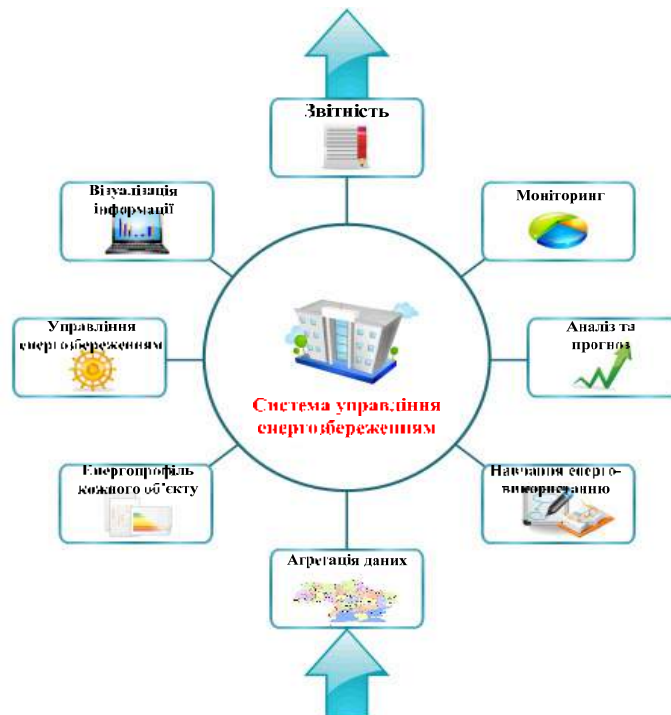 Звітність
Візуалізація
інформації
Моніторинг
Управління
енергозбереженням
Аналіз та
прогноз
Система управління
енергозбереженням
Енергопрофіль
кожного об'єкту
Навчання енерго-
використанню
Агрегація даних